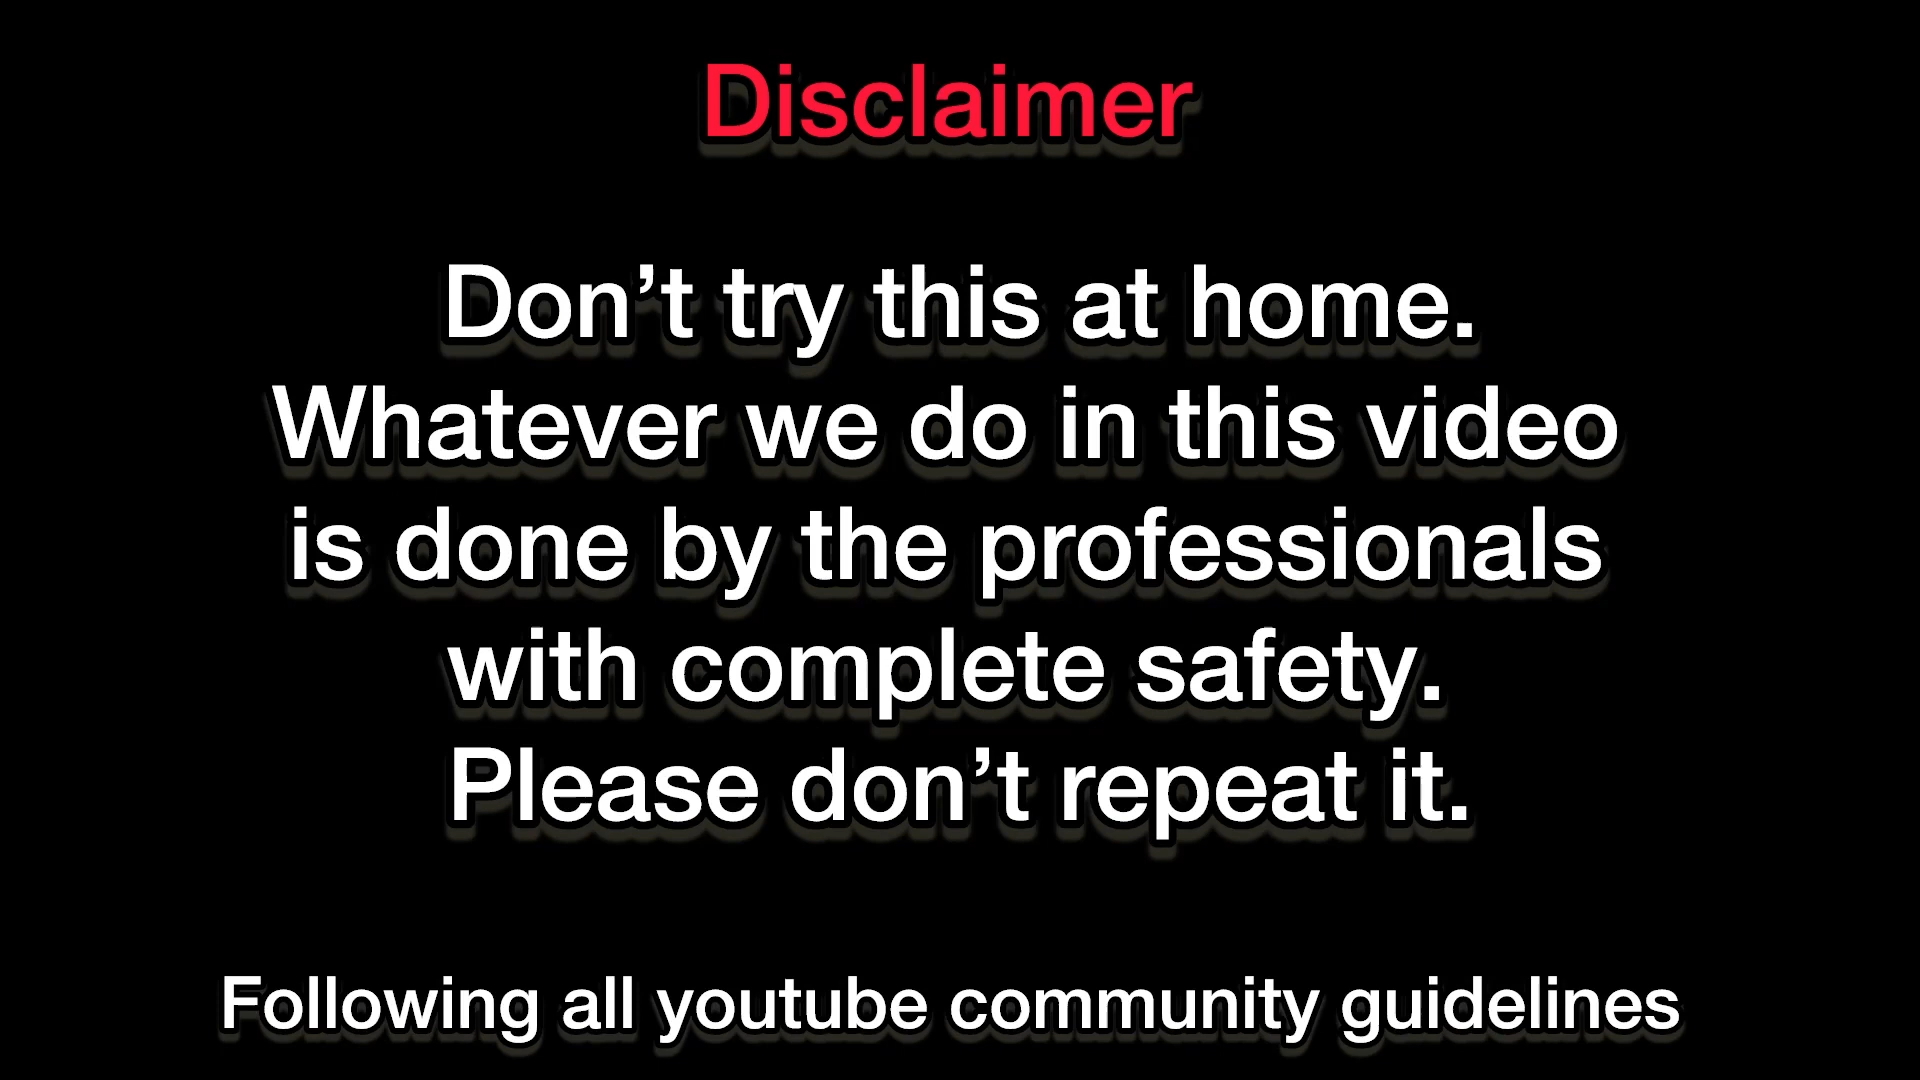 Disclaimer
Don’t try this at home.
Whatever we do in this video
is done by the professionals
with complete safety.
Please don’t repeat it.
Following all youtube community guidelines